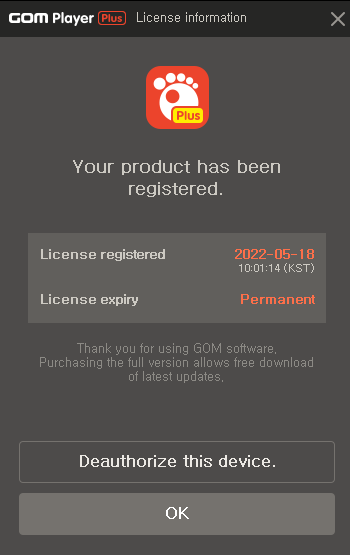 GOM Player Plus License information
Plus
Your product has been
registered.
License registered 2022-05-18
10:01:14 (KST)
License expiry Permanent
Thank you for using GOM software.
Purchasing the full version allows free download
of latest updates.
Deauthorize this device.
OK